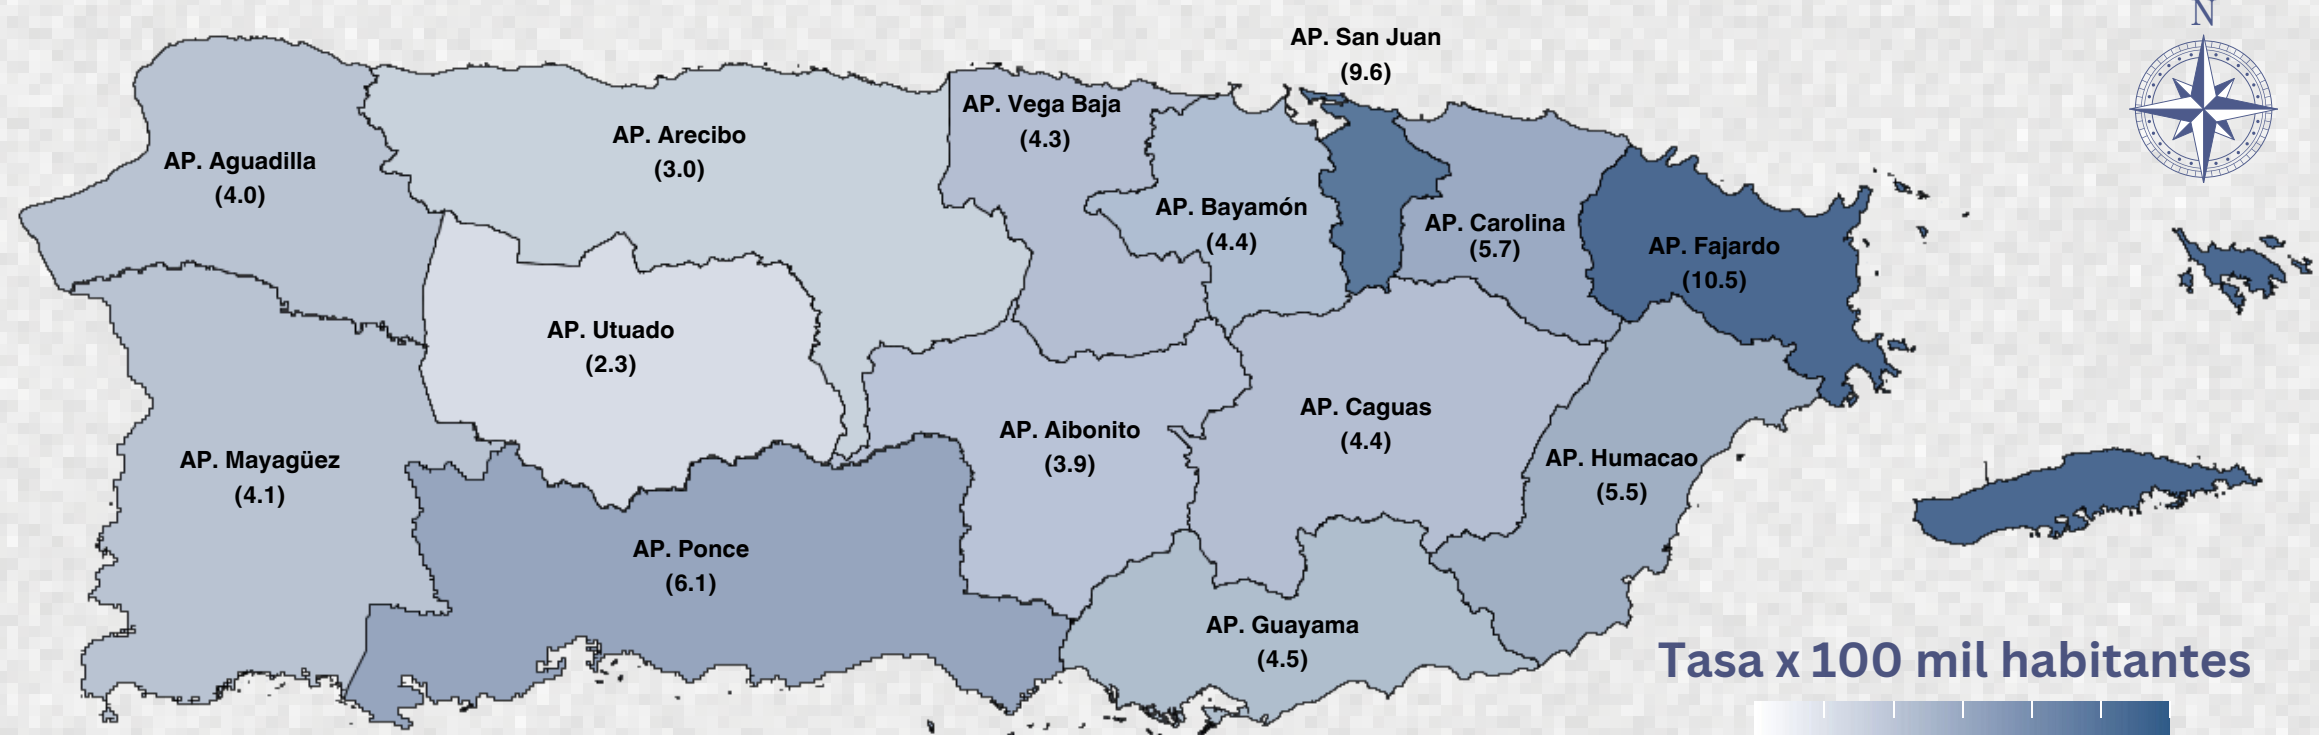 N
AP. San Juan
(9.6)
AP. Vega Baja
(4.3)
AP. Arecibo
(3.0)
AP. Aguadilla
(4.0)
AP. Bayamón
(4.4)
AP. Carolina
(5.7)
AP. Fajardo
(10.5)
AP. Utuado
(2.3)
AP. Caguas
(4.4)
AP. Aibonito
(3.9)
AP. Mayagüez
(4.1)
AP. Humacao
(5.5)
AP. Ponce
(6.1)
AP. Guayama
(4.5)
Tasa x 100 mil habitantes